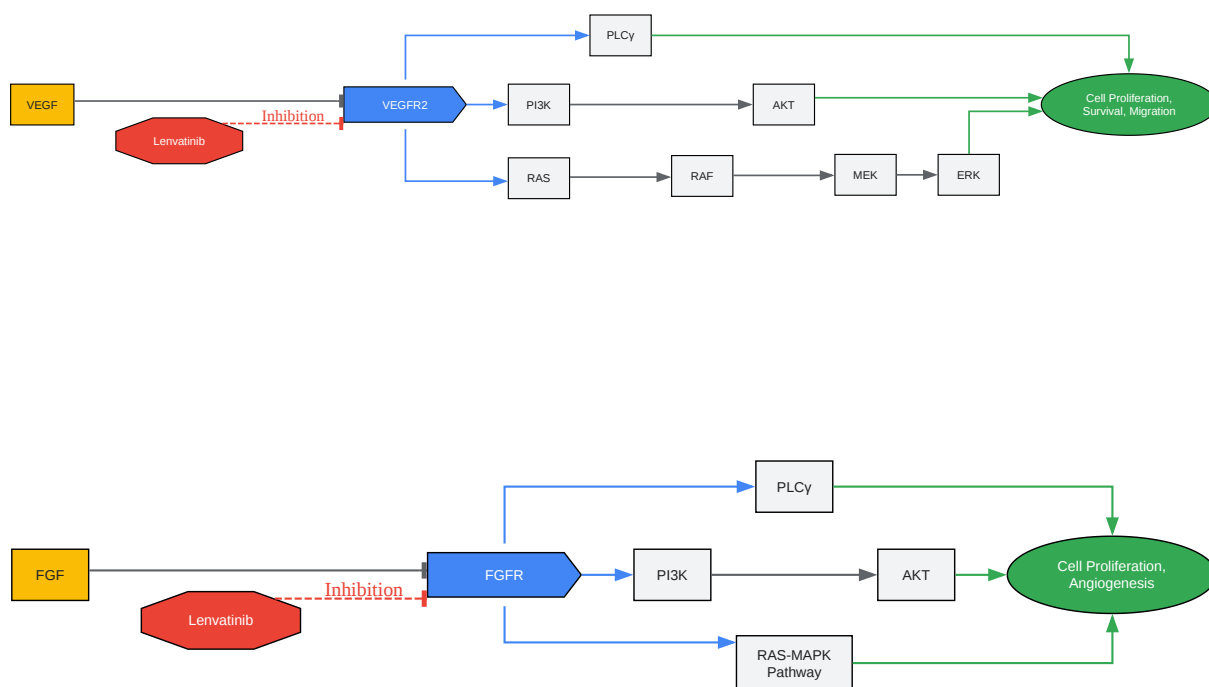 PLCγ
VEGF
VEGFR2
PI3K
AKT
Cell Proliferation,
Survival, Migration
Inhibition
Lenvatinib
RAS
RAF
MEK
ERK
PLCγ
FGF
FGFR
PI3K
AKT
Cell Proliferation,
Angiogenesis
Inhibition
Lenvatinib
RAS-MAPK
Pathway